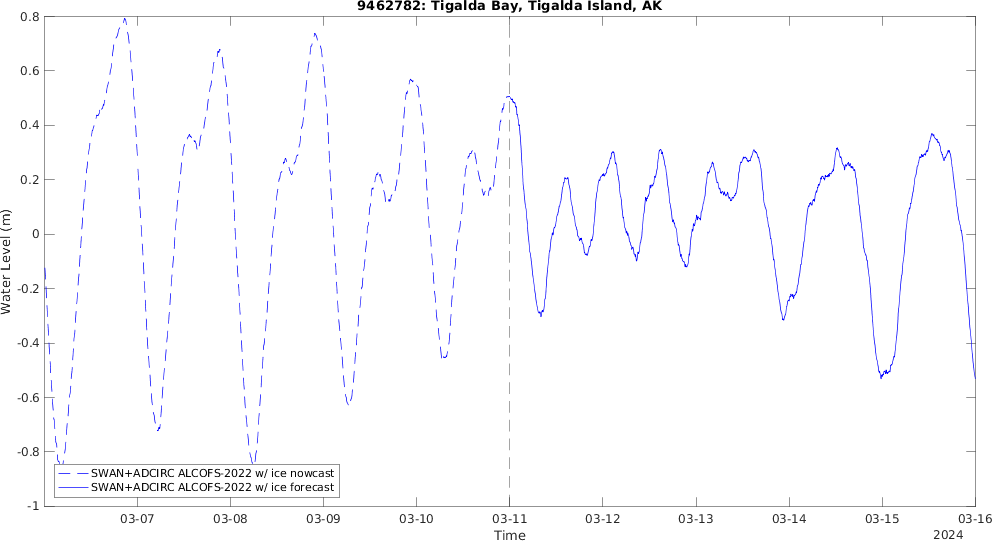 9462782: Tigalda Bay, Tigalda Island, AK
0.8
0.6
0.4
0.2
0
-0.2
-0.4
-0.6
-0.8
-1
Water Level (m)
SWAN+ADCIRC ALCOFS-2022 w/ ice nowcast
SWAN+ADCIRC ALCOFS-2022 w/ ice forecast
03-07 03-08 03-09 03-10 03-11 03-12 03-13 03-14 03-15 03-16
Time
2024